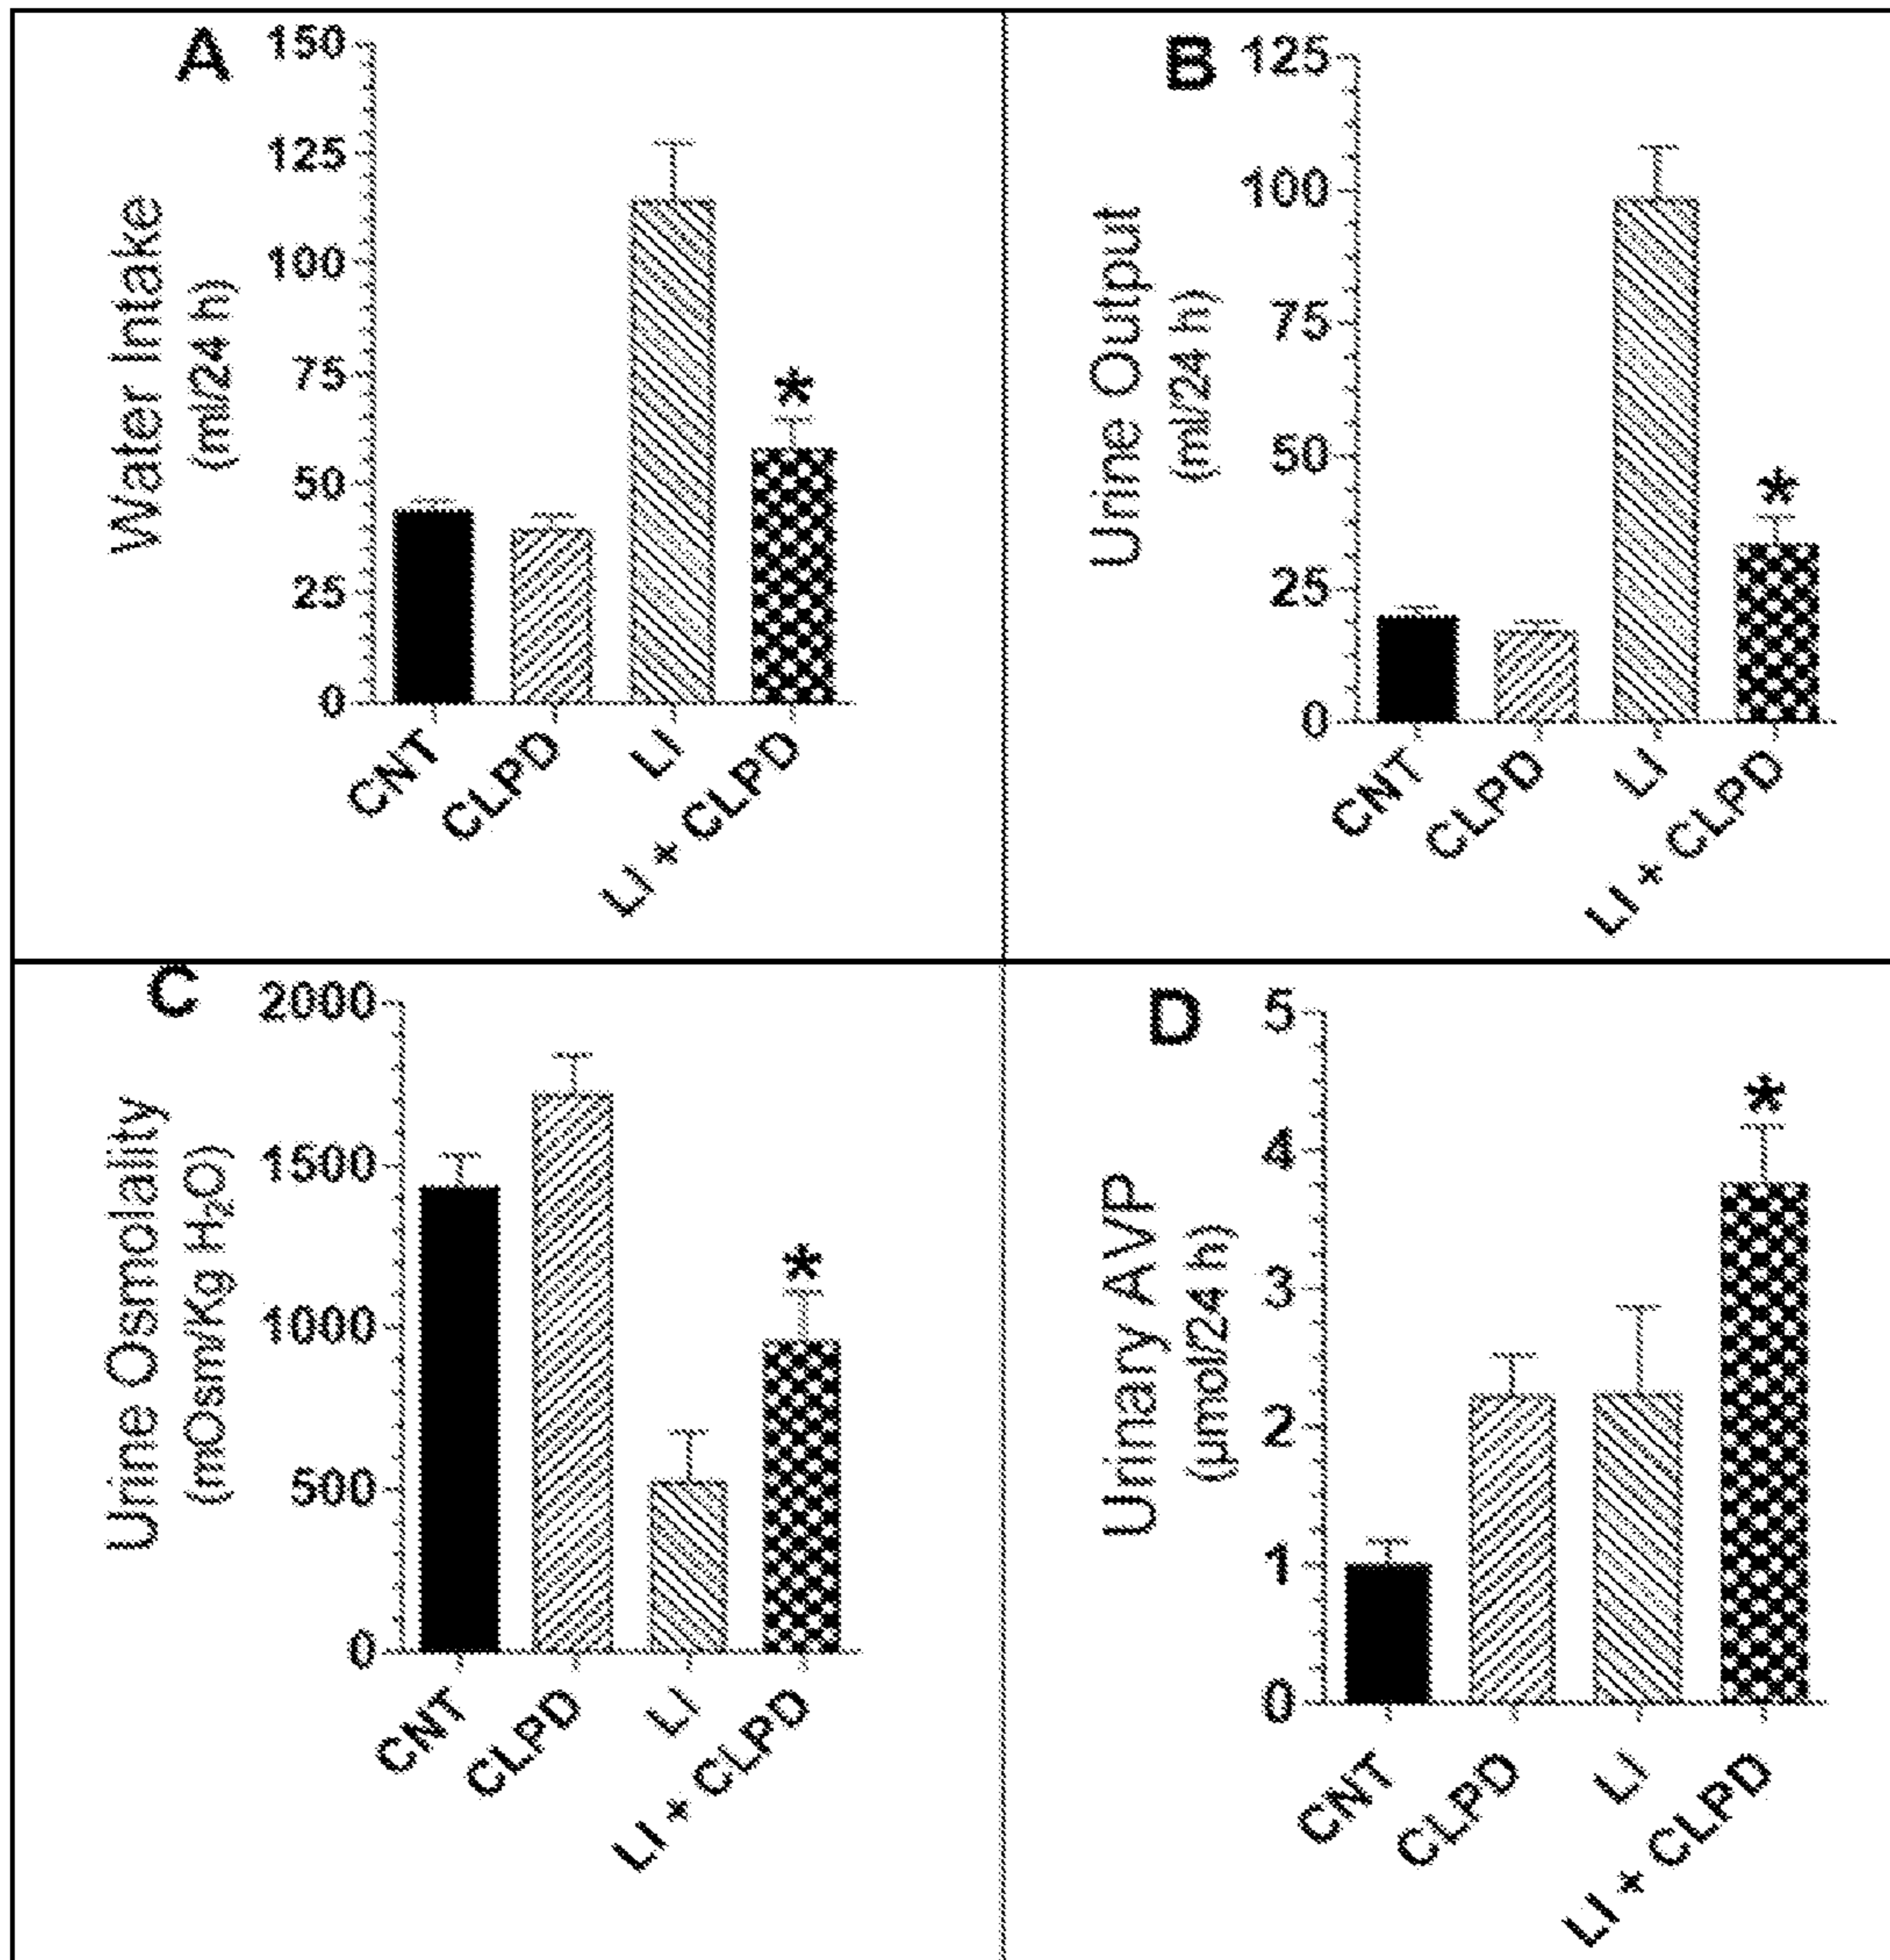 A
150
125
100
75
50
25
0
Water Intake
(ml/24 h)
*
CNT
CLPD
LI
LI + CLPD
B
125
100
75
50
25
0
Urine Output
(ml/24 h)
*
CNT
CLPD
LI
LI + CLPD
C
2000
1500
1000
500
0
Urine Osmolality
(mOsm/Kg H₂O)
*
CNT
CLPD
LI
LI + CLPD
D
5
4
3
2
1
0
Urinary AVP
(µmol/24 h)
*
CNT
CLPD
LI
LI + CLPD